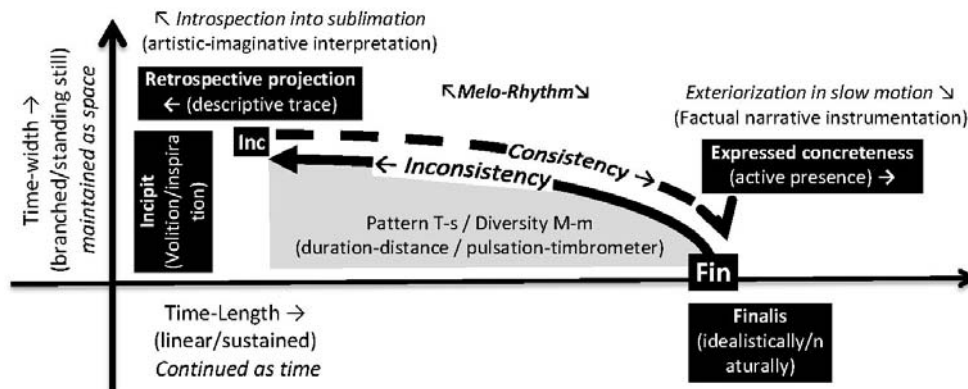 ↖ Introspection into sublimation
(artistic-imaginative interpretation)
Retrospective projection
← (descriptive trace)
↖Melo-Rhythm↘
Exteriorization in slow motion ↘
(Factual narrative instrumentation)
Expressed concreteness
(active presence) →
Time-width →
(branched/standing still)
maintained as space
Inc
Consistency →
← Inconsistency
Incipit
(Volition/inspira
tion)
Pattern T-s / Diversity M-m
(duration-distance / pulsation-timbrometer)
Fin
Time-Length →
(linear/sustained)
Continued as time
Finalis
(idealistically/n
aturally)